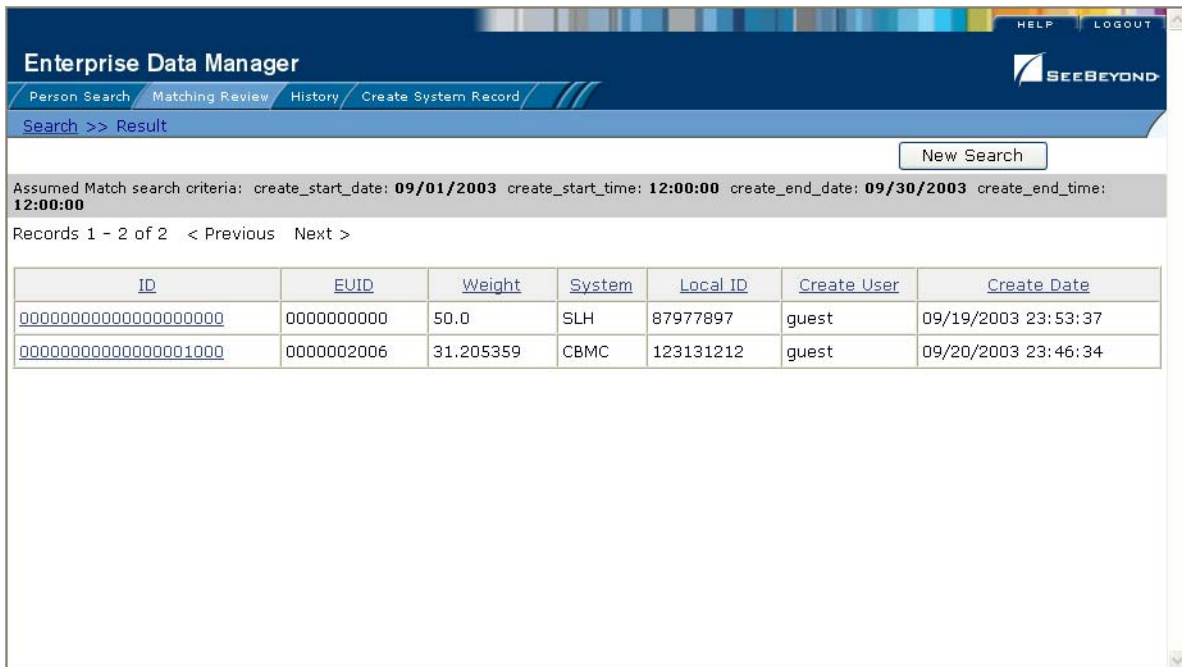 HELP LOGOUT
Enterprise Data Manager
SEEBEYOND
Person Search Matching Review History Create System Record
Search >> Result
New Search
Assumed Match search criteria: create_start_date: 09/01/2003 create_start_time: 12:00:00 create_end_date: 09/30/2003 create_end_time:
12:00:00
Records 1 - 2 of 2 < Previous Next >
ID EUID Weight System Local ID Create User Create Date
00000000000000000000 0000000000 50.0 SLH 87977897 guest 09/19/2003 23:53:37
00000000000000001000 0000002006 31.205359 CBMC 123131212 guest 09/20/2003 23:46:34